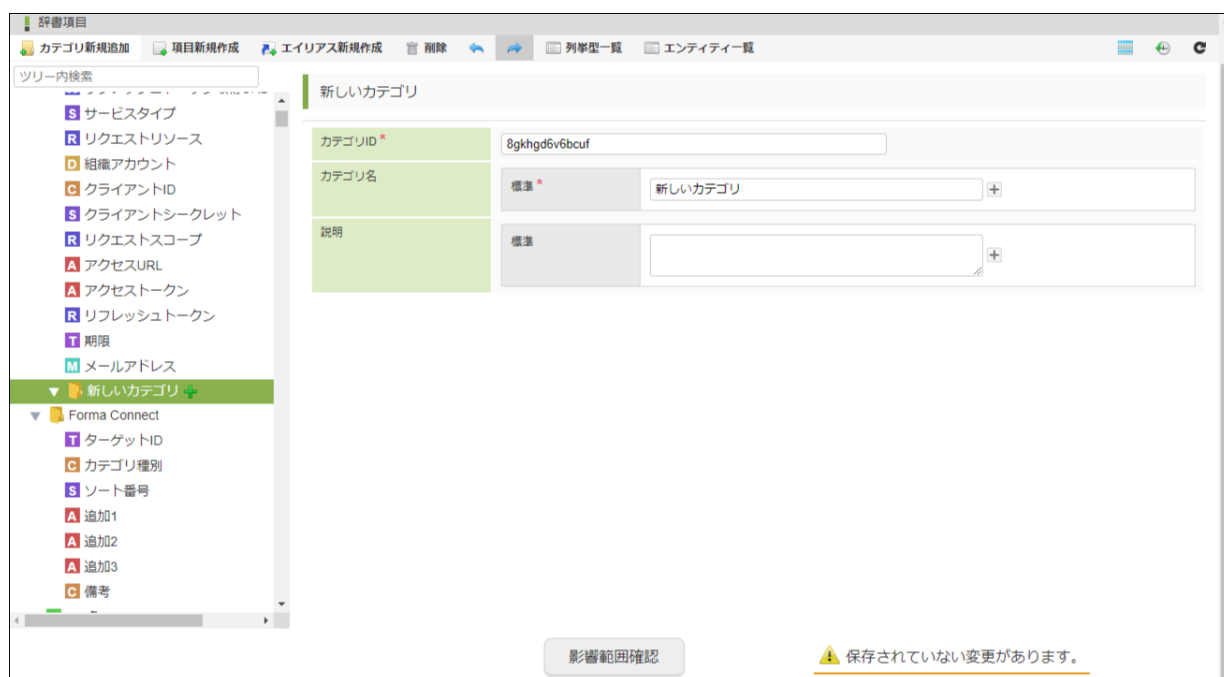 辞書項目
カテゴリ新規追加 項目新規作成 エイリアス新規作成 削除 列挙型一覧 エンティティ一覧
ツリー内検索
S サービスタイプ
R リクエストリソース
D 組織アカウント
C クライアントID
S クライアントシークレット
R リクエストスコープ
A アクセスURL
A アクセストークン
R リフレッシュトークン
T 期限
M メールアドレス
新しいカテゴリ
Forma Connect
T ターゲットID
C カテゴリ種別
S ソート番号
A 追加1
A 追加2
A 追加3
C 備考
新しいカテゴリ
カテゴリID * 8gkhgd6v6bcuf
カテゴリ名 標準 * 新しいカテゴリ
説明 標準
影響範囲確認
保存されていない変更があります。